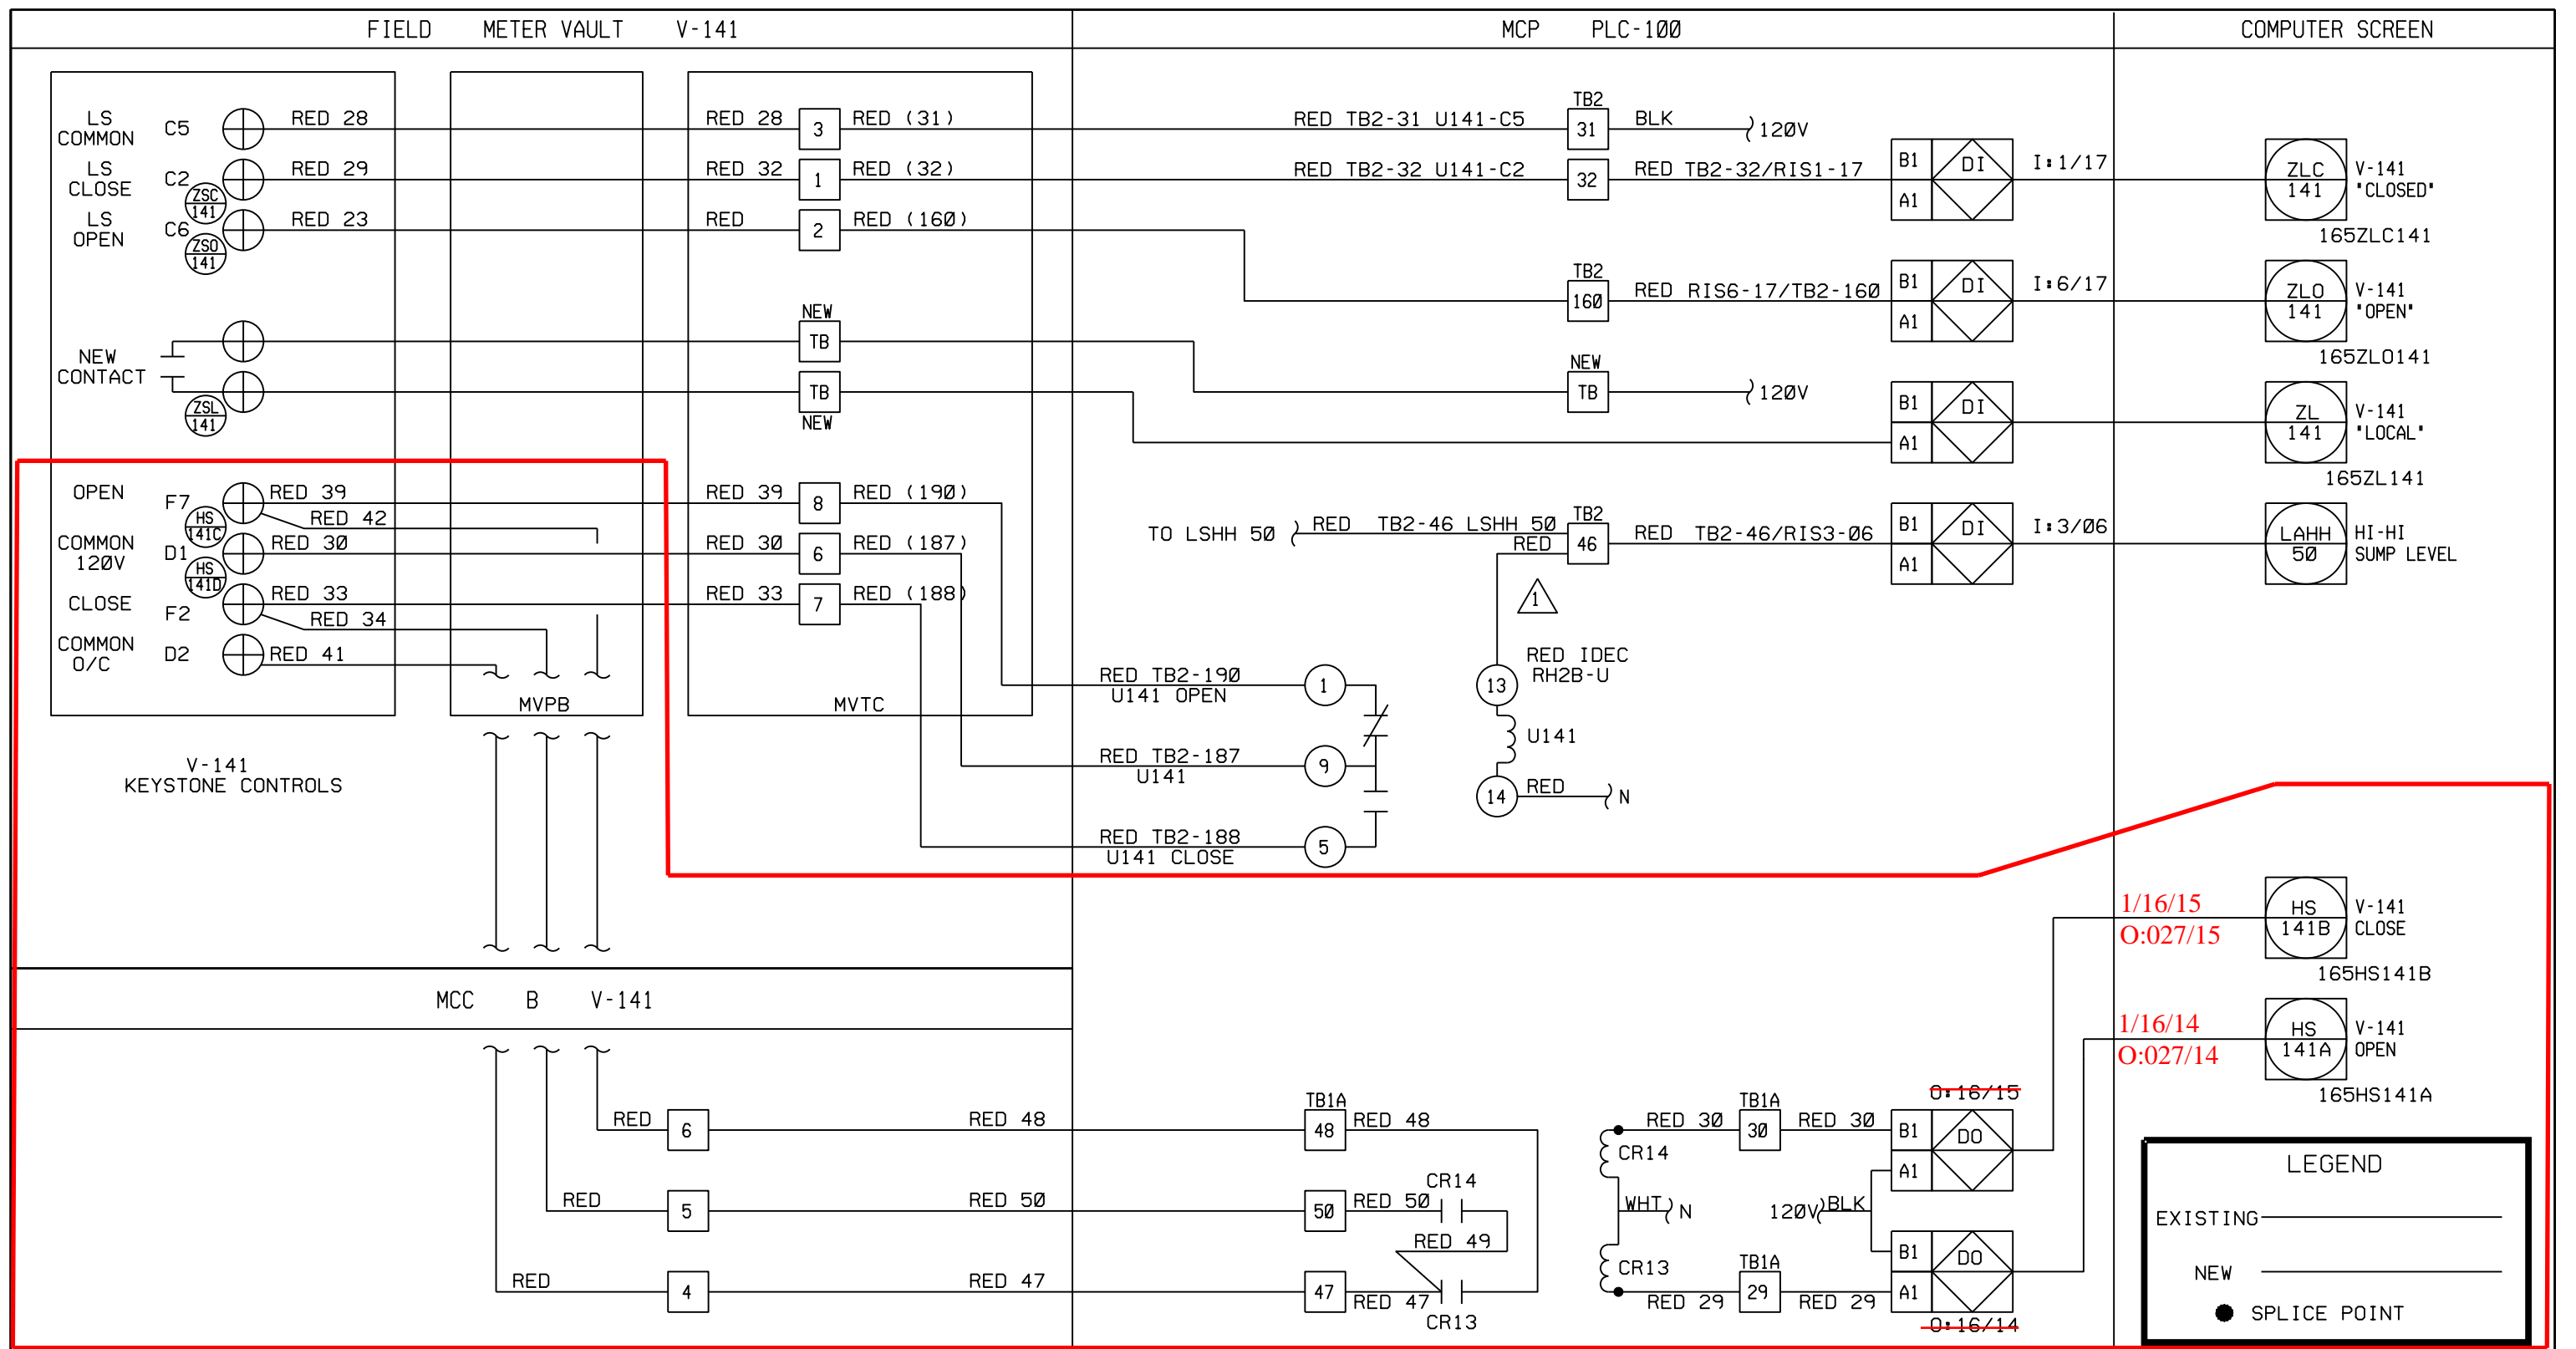 FIELD METER VAULT V-141
MCP PLC-100
COMPUTER SCREEN
LS
COMMON
C5
RED 28
RED 28
3
RED (31)
RED TB2-31 U141-C5
TB2
31
BLK
120V
LS
CLOSE
C2
ZSC
141
RED 29
RED 32
1
RED (32)
RED TB2-32 U141-C2
32
RED TB2-32/RIS1-17
B1
A1
DI
I:1/17
ZLC
141
V-141
"CLOSED"
165ZLC141
LS
OPEN
C6
ZSO
141
RED 23
RED
2
RED (160)
TB2
160
RED RIS6-17/TB2-160
B1
A1
DI
I:6/17
ZLO
141
V-141
"OPEN"
165ZLO141
NEW
CONTACT
ZSL
141
NEW
TB
TB
NEW
NEW
TB
120V
B1
A1
DI
ZL
141
V-141
"LOCAL"
165ZL141
OPEN
F7
HS
141C
RED 39
RED 42
RED 39
8
RED (190)
TO LSHH 50
RED TB2-46 LSHH 50
RED
TB2
46
RED TB2-46/RIS3-06
B1
A1
DI
I:3/06
LAHH
50
HI-HI
SUMP LEVEL
COMMON
120V
D1
HS
141D
RED 30
RED 30
6
RED (187)
CLOSE
F2
RED 33
RED 34
RED 33
7
RED (188)
1
COMMON
O/C
D2
RED 41
MVPB
MVTC
RED TB2-190
U141 OPEN
1
13
RED IDEC
RH2B-U
U141
RED TB2-187
U141
9
14
RED
N
RED TB2-188
U141 CLOSE
5
V-141
KEYSTONE CONTROLS
1/16/15
O:027/15
HS
141B
V-141
CLOSE
165HS141B
MCC B V-141
1/16/14
O:027/14
HS
141A
V-141
OPEN
165HS141A
RED
6
RED 48
TB1A
48
RED 48
RED 30
TB1A
30
RED 30
O:16/15
B1
A1
DO
CR14
RED
5
RED 50
50
RED 50
CR14
RED 49
WHT
N
120V
BLK
RED
4
RED 47
47
RED 47
CR13
CR13
RED 29
TB1A
29
RED 29
B1
A1
DO
O:16/14
LEGEND
EXISTING
NEW
SPLICE POINT